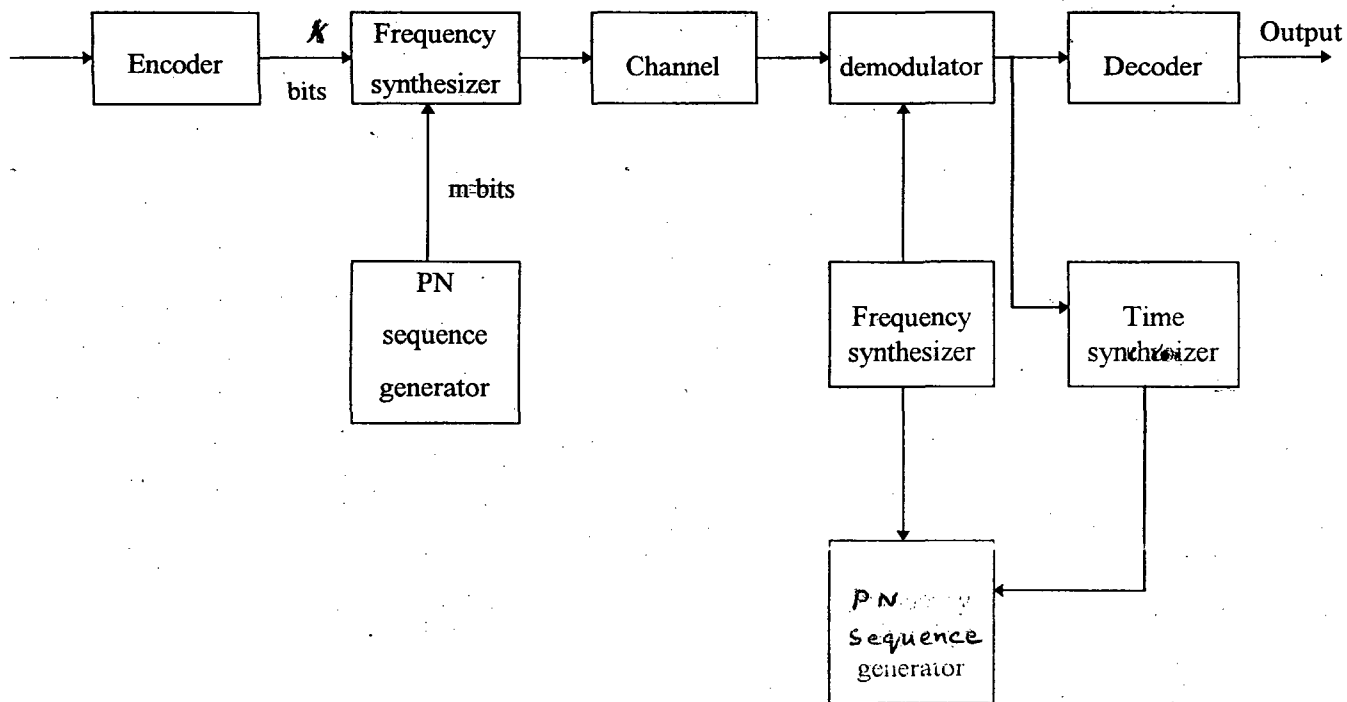 Encoder
K
bits
Frequency
synthesizer
Channel
demodulator
Decoder
Output
m-bits
PN
sequence
generator
Frequency
synthesizer
Time
PN
Sequence
generator